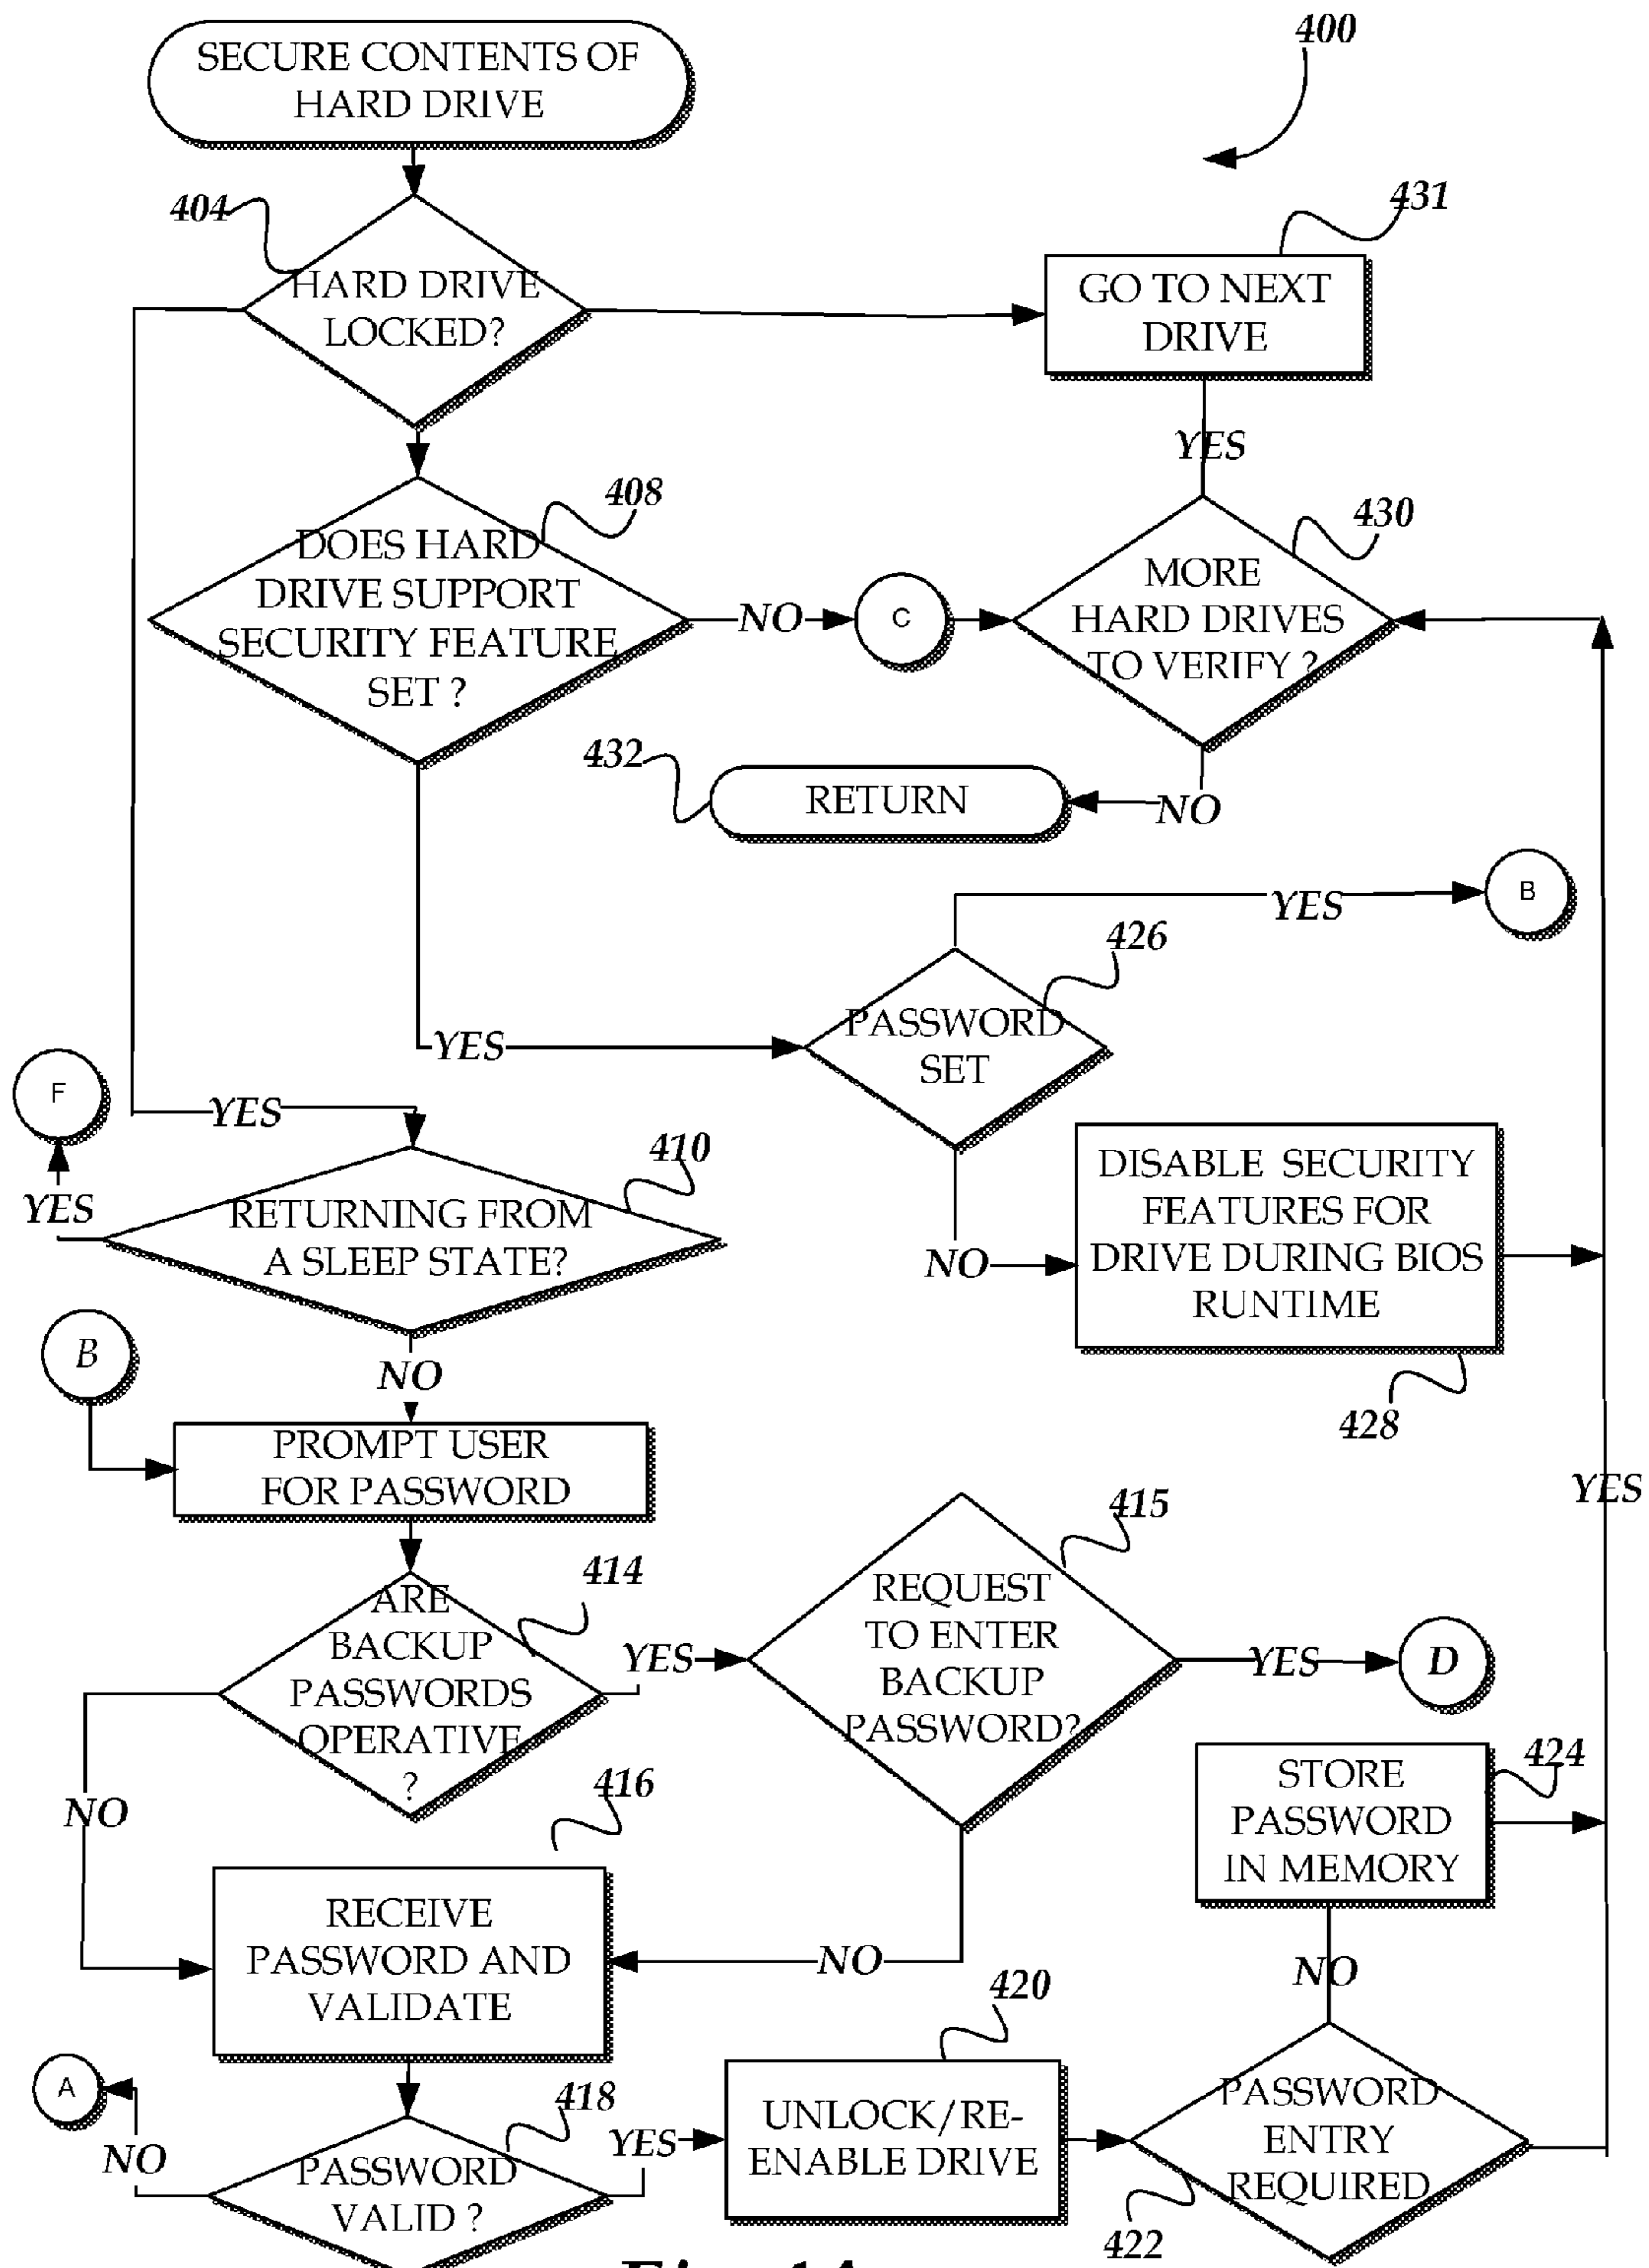 SECURE CONTENTS OF
HARD DRIVE
400
404
HARD DRIVE
LOCKED?
431
GO TO NEXT
DRIVE
YES
408
DOES HARD
DRIVE SUPPORT
SECURITY FEATURE
SET ?
NO
C
430
MORE
HARD DRIVES
TO VERIFY ?
432
RETURN
NO
YES
B
426
PASSWORD
SET
YES
F
YES
YES
410
RETURNING FROM
A SLEEP STATE?
NO
DISABLE SECURITY
FEATURES FOR
DRIVE DURING BIOS
RUNTIME
428
B
NO
PROMPT USER
FOR PASSWORD
YES
414
ARE
BACKUP
PASSWORDS
OPERATIVE
?
YES
415
REQUEST
TO ENTER
BACKUP
PASSWORD?
YES
D
NO
416
RECEIVE
PASSWORD AND
VALIDATE
NO
424
STORE
PASSWORD
IN MEMORY
NO
A
NO
418
PASSWORD
VALID ?
YES
420
UNLOCK/RE-
ENABLE DRIVE
PASSWORD
ENTRY
REQUIRED
422